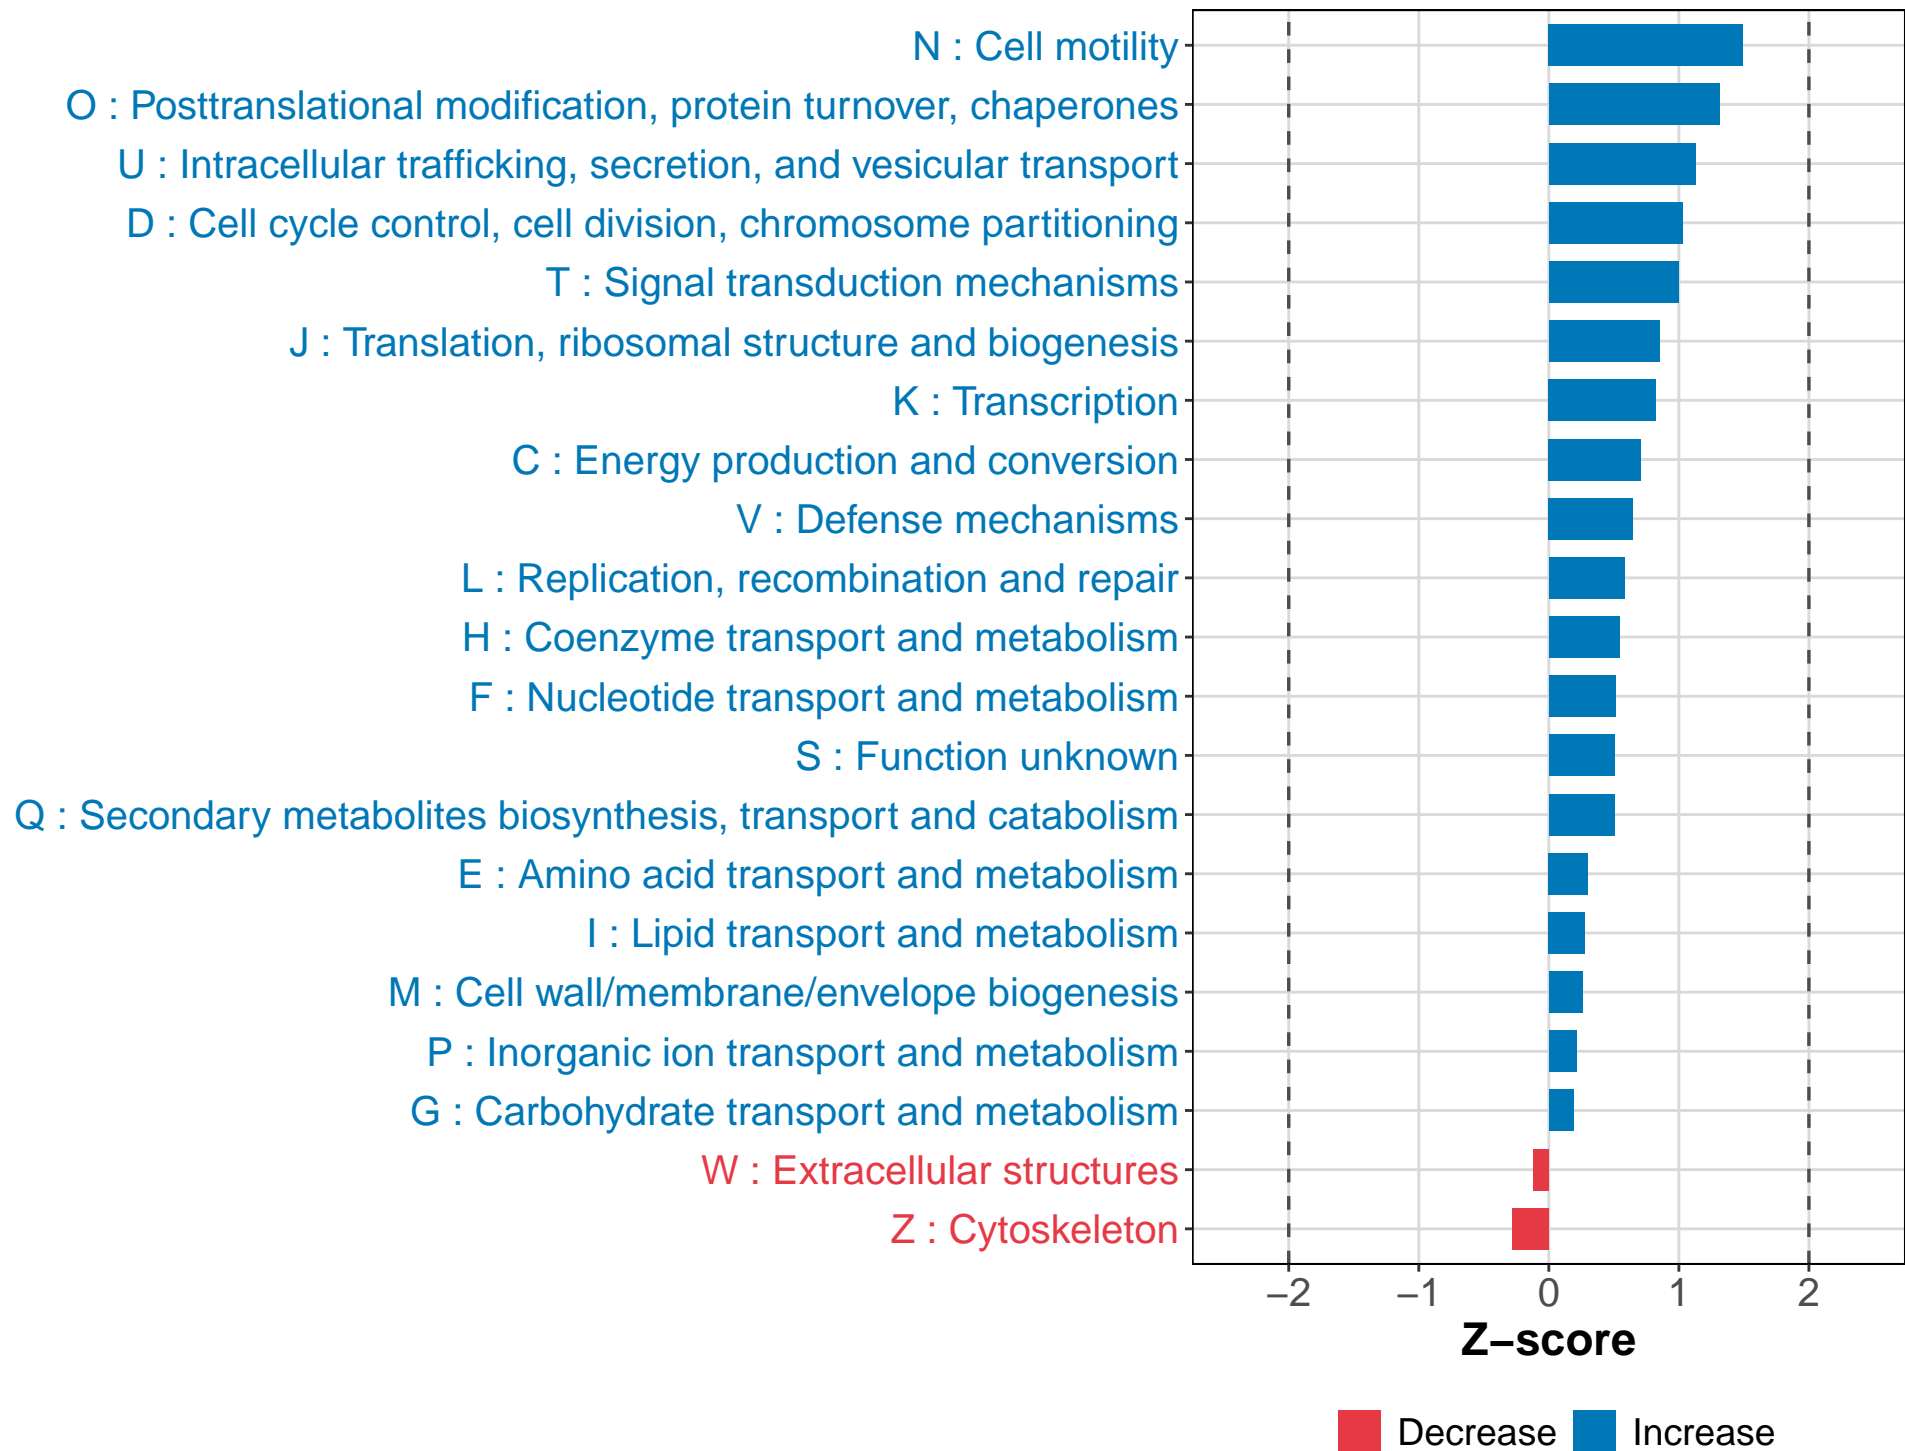 N : Cell motility
O : Posttranslational modification, protein turnover, chaperones
U : Intracellular trafficking, secretion, and vesicular transport
D : Cell cycle control, cell division, chromosome partitioning
T : Signal transduction mechanisms
J : Translation, ribosomal structure and biogenesis
K : Transcription
C : Energy production and conversion
V : Defense mechanisms
L : Replication, recombination and repair
H : Coenzyme transport and metabolism
F : Nucleotide transport and metabolism
S : Function unknown
Q : Secondary metabolites biosynthesis, transport and catabolism
E : Amino acid transport and metabolism
I : Lipid transport and metabolism
M : Cell wall/membrane/envelope biogenesis
P : Inorganic ion transport and metabolism
G : Carbohydrate transport and metabolism
W : Extracellular structures
Z : Cytoskeleton
−2 −1 0 1 2
Z−score
Decrease Increase